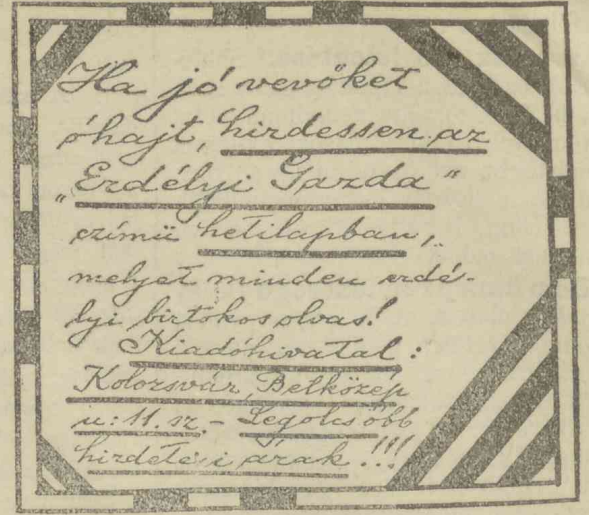 Ha jó vevőket
óhajt, hirdessen az
„Erdélyi Gazda"
czímü hetilapban,
melyet minden erdé-
lyi birtokos olvas!
Kiadóhivatal:
Kolozsvár, Belközép
u: 11. sz. - Legolcsóbb
hirdetési árak!!!